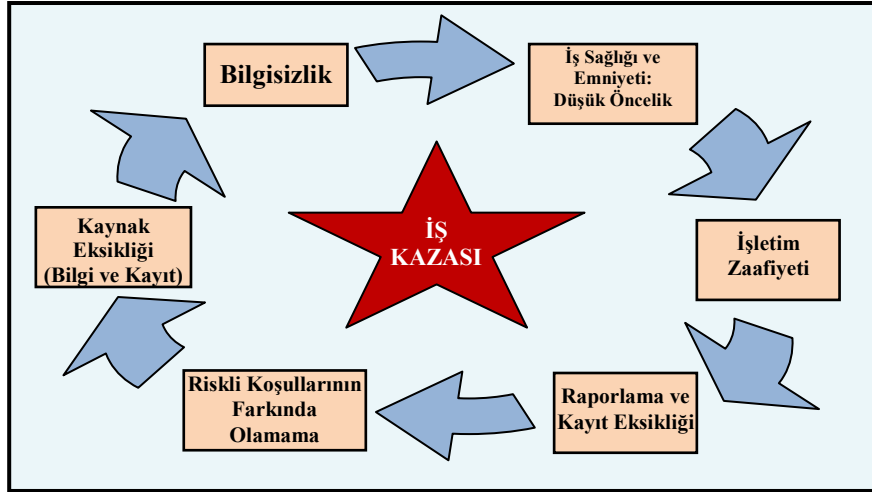 Bilgisizlik
İş Sağlığı ve
Emniyeti:
Düşük Öncelik
İşletim
Zaafiyeti
Raporlama ve
Kayıt Eksikliği
Riskli Koşullarının
Farkında
Olamama
Kaynak
Eksikliği
(Bilgi ve Kayıt)
İŞ
KAZASI